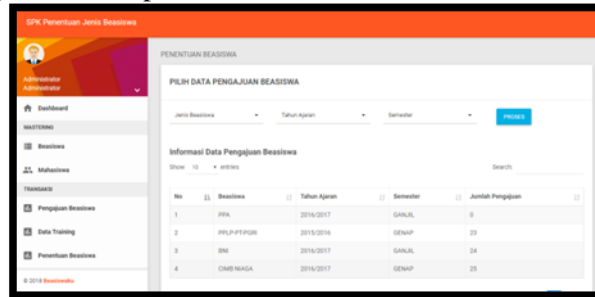 SPK Penentuan Jenis Beasiswa
Administrator
Administrator
Dashboard
MASTERING
Beasiswa
Mahasiswa
TRANSAKSI
Pengajuan Beasiswa
Data Training
Penentuan Beasiswa
© 2018 Beasiswaku
PENENTUAN BEASISWA
PILIH DATA PENGAJUAN BEASISWA
Jenis Beasiswa Tahun Ajaran Semester PROSES
Informasi Data Pengajuan Beasiswa
Show 10 entries Search:
No Beasiswa Tahun Ajaran Semester Jumlah Pengajuan
1 PPA 2016/2017 GANJIL 0
2 PPLP-PT-PGRI 2015/2016 GENAP 23
3 BNI 2016/2017 GANJIL 24
4 CIMB NIAGA 2016/2017 GENAP 25